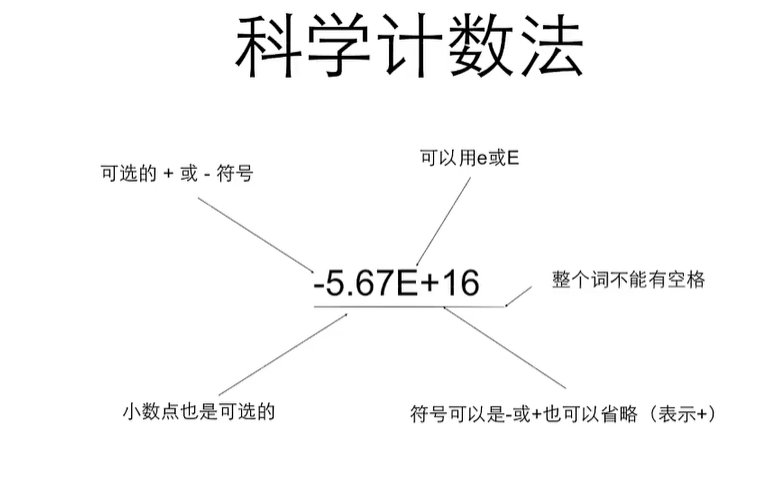 科学计数法
可以用e或E
可选的 + 或 - 符号
-5.67E+16
整个词不能有空格
小数点也是可选的
符号可以是-或+也可以省略（表示+）